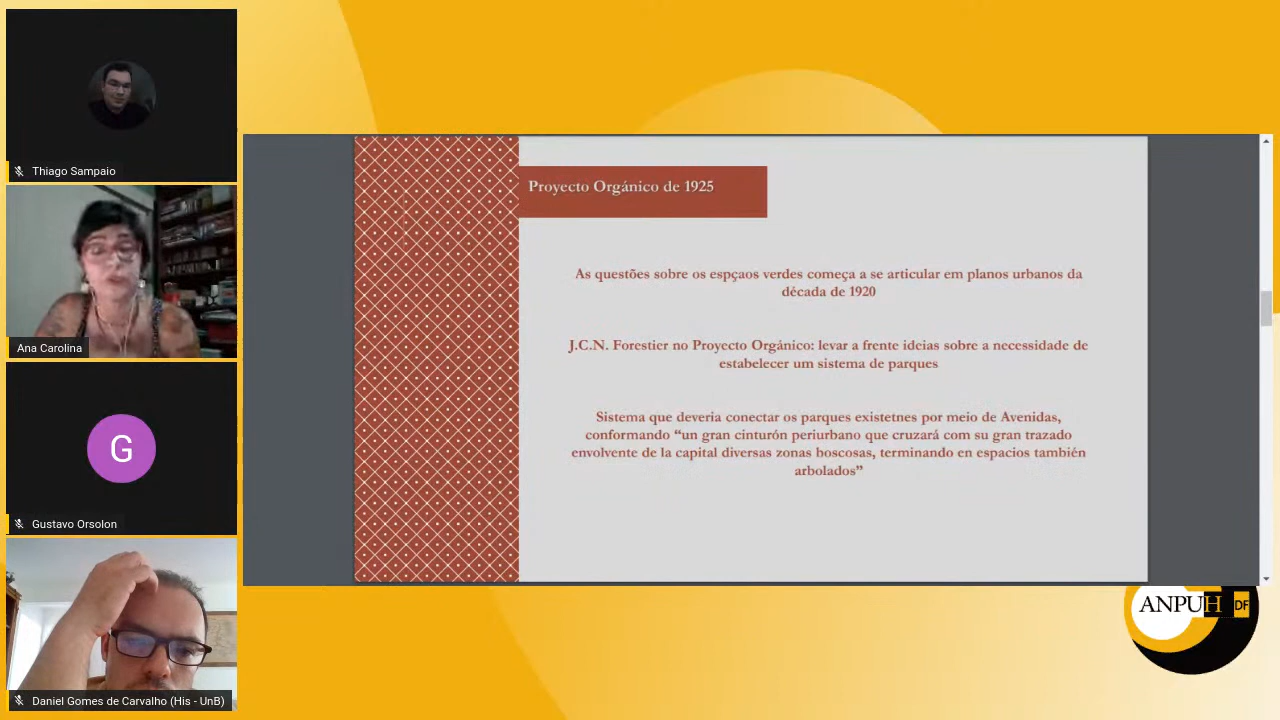 Thiago Sampaio
Ana Carolina
G
Gustavo Orsolon
Daniel Gomes de Carvalho (His - UnB)
Proyecto Orgánico de 1925
As questões sobre os espçaos verdes começa a se articular em planos urbanos da
década de 1920
J.C.N. Forestier no Proyecto Orgánico: levar a frente ideias sobre a necessidade de
estabelecer um sistema de parques
Sistema que deveria conectar os parques existetnes por meio de Avenidas,
conformando “un gran cinturón periurbano que cruzará com su gran trazado
envolvente de la capital diversas zonas boscosas, terminando en espacios también
arbolados”
ANPUH DF